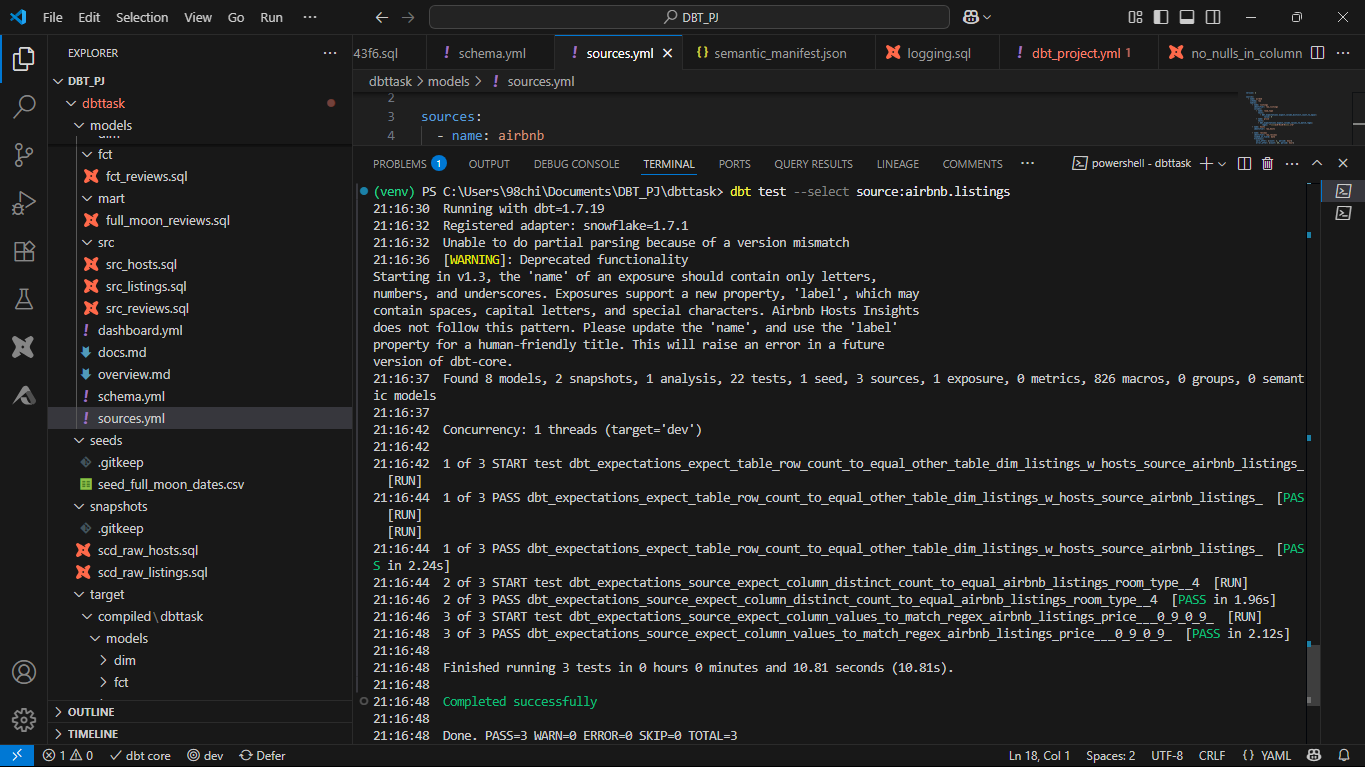 File Edit Selection View Go Run ··· DBT_PJ
EXPLORER ···
DBT_PJ
dbttask
models
dim
fct
fct_reviews.sql
mart
full_moon_reviews.sql
src
src_hosts.sql
src_listings.sql
src_reviews.sql
dashboard.yml
docs.md
overview.md
schema.yml
sources.yml
seeds
.gitkeep
seed_full_moon_dates.csv
snapshots
.gitkeep
scd_raw_hosts.sql
scd_raw_listings.sql
target
compiled \ dbttask
models
dim
fct
OUTLINE
TIMELINE
43f6.sql ! schema.yml ! sources.yml {} semantic_manifest.json logging.sql ! dbt_project.yml 1 no_nulls_in_column ···
dbttask > models > ! sources.yml
2
3 sources:
4 - name: airbnb
PROBLEMS 1 OUTPUT DEBUG CONSOLE TERMINAL PORTS QUERY RESULTS LINEAGE COMMENTS ··· powershell - dbttask ···
(venv) PS C:\Users\98chi\Documents\DBT_PJ\dbttask> dbt test --select source:airbnb.listings
21:16:30 Running with dbt=1.7.19
21:16:32 Registered adapter: snowflake=1.7.1
21:16:32 Unable to do partial parsing because of a version mismatch
21:16:36 [WARNING]: Deprecated functionality
Starting in v1.3, the 'name' of an exposure should contain only letters,
numbers, and underscores. Exposures support a new property, 'label', which may
contain spaces, capital letters, and special characters. Airbnb Hosts Insights
does not follow this pattern. Please update the 'name', and use the 'label'
property for a human-friendly title. This will raise an error in a future
version of dbt-core.
21:16:37 Found 8 models, 2 snapshots, 1 analysis, 22 tests, 1 seed, 3 sources, 1 exposure, 0 metrics, 826 macros, 0 groups, 0 semant
ic models
21:16:37
21:16:42 Concurrency: 1 threads (target='dev')
21:16:42
21:16:42 1 of 3 START test dbt_expectations_expect_table_row_count_to_equal_other_table_dim_listings_w_hosts_source_airbnb_listings_
[RUN]
21:16:44 1 of 3 PASS dbt_expectations_expect_table_row_count_to_equal_other_table_dim_listings_w_hosts_source_airbnb_listings_ [PAS
[RUN]
[RUN]
21:16:44 1 of 3 PASS dbt_expectations_expect_table_row_count_to_equal_other_table_dim_listings_w_hosts_source_airbnb_listings_ [PAS
S in 2.24s]
21:16:44 2 of 3 START test dbt_expectations_source_expect_column_distinct_count_to_equal_airbnb_listings_room_type__4 [RUN]
21:16:46 2 of 3 PASS dbt_expectations_source_expect_column_distinct_count_to_equal_airbnb_listings_room_type__4 [PASS in 1.96s]
21:16:46 3 of 3 START test dbt_expectations_source_expect_column_values_to_match_regex_airbnb_listings_price___0_9_0_9_ [RUN]
21:16:48 3 of 3 PASS dbt_expectations_source_expect_column_values_to_match_regex_airbnb_listings_price___0_9_0_9_ [PASS in 2.12s]
21:16:48
21:16:48 Finished running 3 tests in 0 hours 0 minutes and 10.81 seconds (10.81s).
21:16:48
21:16:48 Completed successfully
21:16:48
21:16:48 Done. PASS=3 WARN=0 ERROR=0 SKIP=0 TOTAL=3
1 0 dbt core dev Defer Ln 18, Col 1 Spaces: 2 UTF-8 CRLF {} YAML